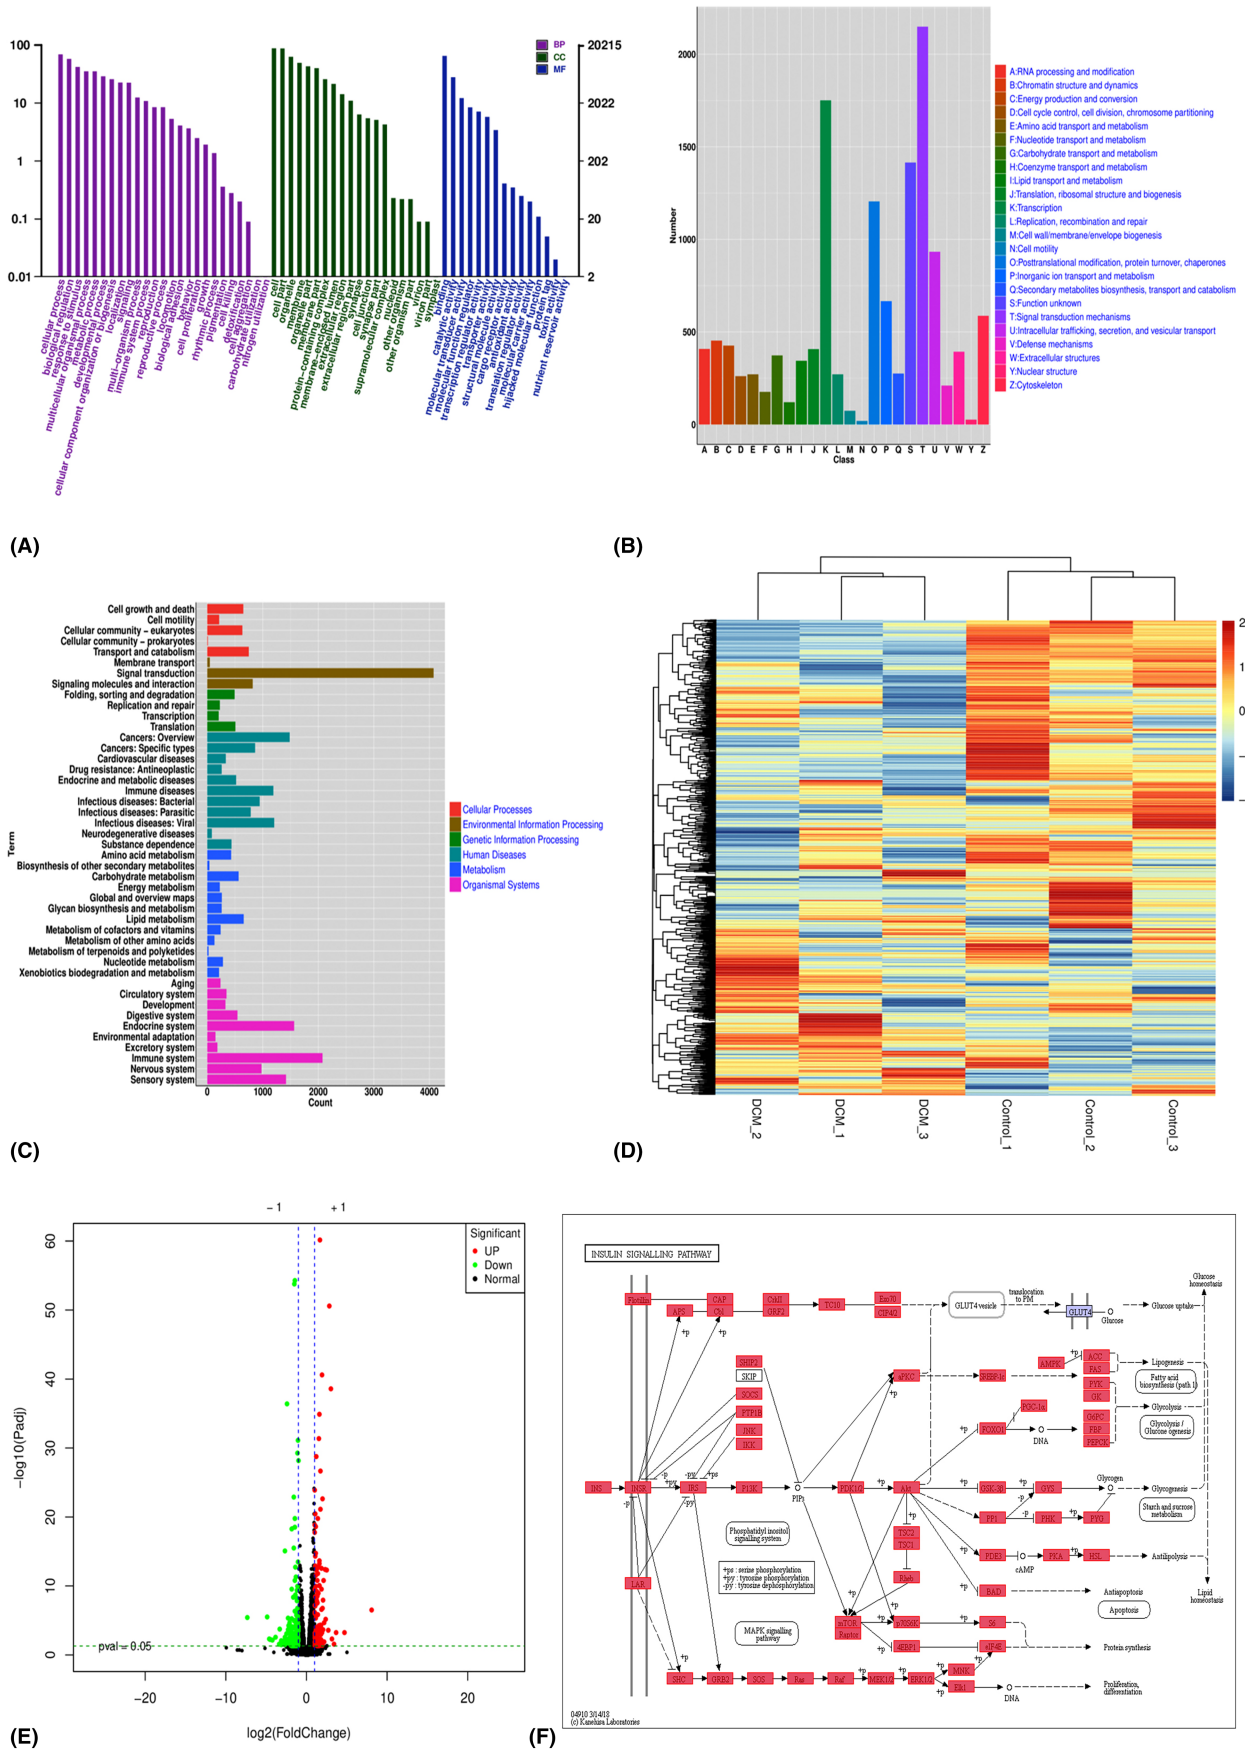 100
10
1
0.1
0.01
20215
2022
202
20
2
BP
CC
MF
cellular process
biological regulation
response to stimulus
multicellular organismal process
metabolic process
developmental process
cellular component organization or biogenesis
localization
signaling
multi-organism process
immune system process
reproduction
reproductive process
locomotion
biological adhesion
behavior
cell proliferation
growth
rhythmic process
pigmentation
cell killing
detoxification
cell aggregation
carbohydrate utilization
nitrogen utilization
cell
cell part
organelle
membrane
organelle part
membrane part
protein-containing complex
membrane-enclosed lumen
extracellular region
extracellular region part
synapse
cell junction
synapse part
supramolecular complex
nucleoid
other organism
other organism part
virion
virion part
symplast
binding
catalytic activity
molecular transducer activity
molecular function regulator
transcription regulator activity
transporter activity
structural molecule activity
cargo receptor activity
antioxidant activity
translation regulator activity
molecular carrier activity
hijacked molecular function
protein tag
toxin activity
nutrient reservoir activity
(A)
2000
1500
1000
500
0
Number
A B C D E F G H I J K L M N O P Q S T U V W Y Z
Class
A:RNA processing and modification
B:Chromatin structure and dynamics
C:Energy production and conversion
D:Cell cycle control, cell division, chromosome partitioning
E:Amino acid transport and metabolism
F:Nucleotide transport and metabolism
G:Carbohydrate transport and metabolism
H:Coenzyme transport and metabolism
I:Lipid transport and metabolism
J:Translation, ribosomal structure and biogenesis
K:Transcription
L:Replication, recombination and repair
M:Cell wall/membrane/envelope biogenesis
N:Cell motility
O:Posttranslational modification, protein turnover, chaperones
P:Inorganic ion transport and metabolism
Q:Secondary metabolites biosynthesis, transport and catabolism
S:Function unknown
T:Signal transduction mechanisms
U:Intracellular trafficking, secretion, and vesicular transport
V:Defense mechanisms
W:Extracellular structures
Y:Nuclear structure
Z:Cytoskeleton
(B)
Term
Cell growth and death
Cell motility
Cellular community - eukaryotes
Cellular community - prokaryotes
Transport and catabolism
Membrane transport
Signal transduction
Signaling molecules and interaction
Folding, sorting and degradation
Replication and repair
Transcription
Translation
Cancers: Overview
Cancers: Specific types
Cardiovascular diseases
Drug resistance: Antineoplastic
Endocrine and metabolic diseases
Immune diseases
Infectious diseases: Bacterial
Infectious diseases: Parasitic
Infectious diseases: Viral
Neurodegenerative diseases
Substance dependence
Amino acid metabolism
Biosynthesis of other secondary metabolites
Carbohydrate metabolism
Energy metabolism
Global and overview maps
Glycan biosynthesis and metabolism
Lipid metabolism
Metabolism of cofactors and vitamins
Metabolism of other amino acids
Metabolism of terpenoids and polyketides
Nucleotide metabolism
Xenobiotics biodegradation and metabolism
Aging
Circulatory system
Development
Digestive system
Endocrine system
Environmental adaptation
Excretory system
Immune system
Nervous system
Sensory system
0 1000 2000 3000 4000
Count
Cellular Processes
Environmental Information Processing
Genetic Information Processing
Human Diseases
Metabolism
Organismal Systems
(C)
2
1
0
DCM_2
DCM_1
DCM_3
Control_1
Control_2
Control_3
(D)
- 1
+ 1
Significant
UP
Down
Normal
60
50
40
30
20
10
0
-log10(Padj)
pval = 0.05
-20 -10 0 10 20
log2(FoldChange)
(E)
INSULIN SIGNALLING PATHWAY
Glucose homeostasis
Flotillin
CAP
CrkII
TC10
Exo70
APS
Cbl
GRF2
CIP4/2
GLUT4 vesicle
translocation to PM
GLUT4
Glucose
Glucose uptake
+p
+p
SHIP2
SKIP
SOCS
PTP1B
JNK
IKK
aPKC
+p
SREBP-1c
AMPK
+p
ACC
FAS
PYK
GK
G6PC
FBP
PEPCK
Lipogenesis
Fatty acid biosynthesis (path 1)
Glycolysis
Glycolysis / Glucone ogenesis
PGC-1α
FOXO1
+p
DNA
INS
INSR
-p
-p
+py
IRS
-py
+ps
-py
PI3K
PIP3
PDK1/2
+p
Akt
+p
GSK-3β
+p
GYS
Glycogen
Glycogenesis
Starch and sucrose metabolism
PP1
-p
-p
PHK
+p
PYG
Phosphatidyl inositol signalling system
+ps : serine phosphorylation
+py : tyrosine phosphorylation
-py : tyrosine dephosphorylation
+p
TSC2
TSC1
Rheb
+p
PDE3
cAMP
PKA
+p
HSL
Antilipolysis
LAR
+p
BAD
Antiapoptosis
Apoptosis
Lipid homeostasis
+p
mTOR
Raptor
+p
p70S6K
+p
S6
MAPK signalling pathway
+p
4EBP1
eIF4E
Protein synthesis
+p
SHC
GRB2
SOS
Ras
Raf
+p
MEK1/2
+p
ERK1/2
+p
MNK
+p
+p
Elk1
DNA
Proliferation, differentiation
04910 3/14/18
(c) Kanehisa Laboratories
(F)